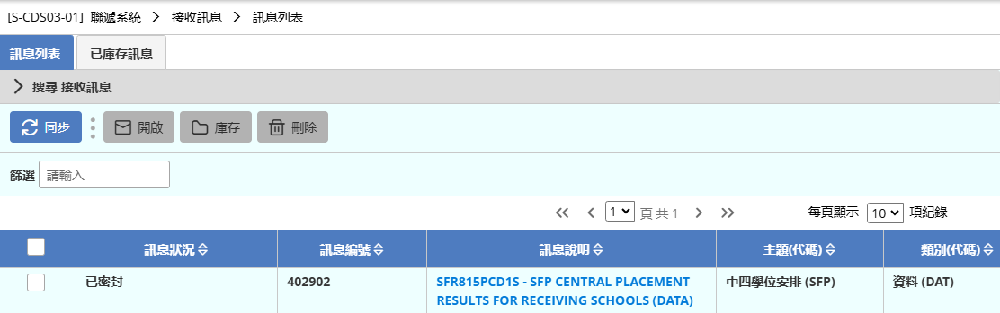 [S-CDS03-01] 聯遞系統 > 接收訊息 > 訊息列表
訊息列表 已庫存訊息
搜尋 接收訊息
同步 開啟 庫存 刪除
篩選 請輸入
1 頁 共 1 每頁顯示 10 項紀錄
訊息狀況 訊息編號 訊息說明 主題(代碼) 類別(代碼)
已密封 402902 SFR815PCD1S - SFP CENTRAL PLACEMENT 中四學位安排 (SFP) 資料 (DAT)
RESULTS FOR RECEIVING SCHOOLS (DATA)